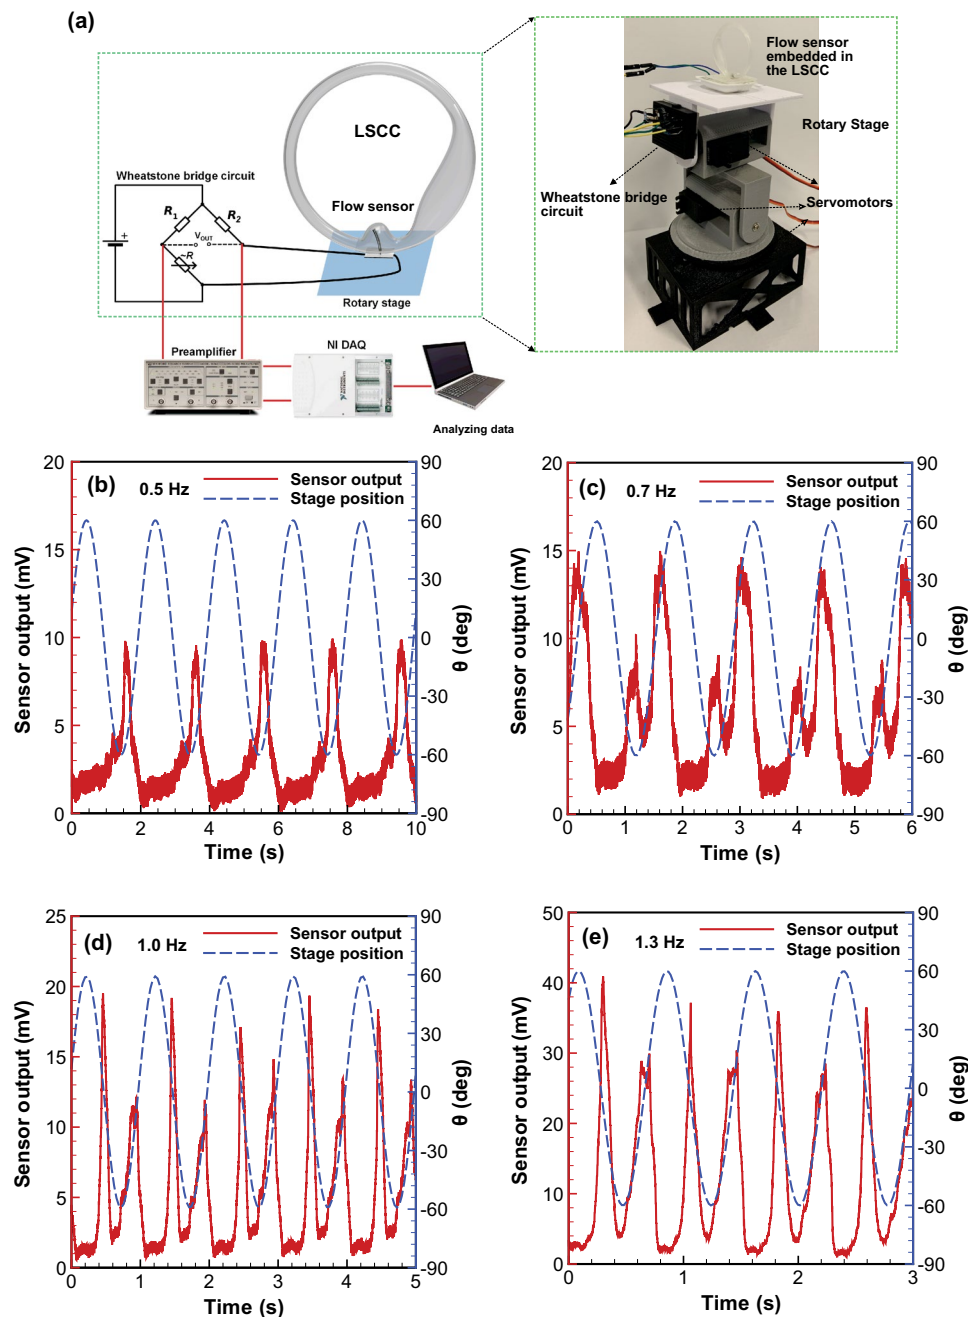 (a)
LSCC
Flow sensor
embedded in
the LSCC
Rotary Stage
Wheatstone bridge circuit
R1
R2
VOUT
~R
+
Flow sensor
Rotary stage
Wheatstone bridge
circuit
Servomotors
Preamplifier
NI DAQ
Analyzing data
(b)
0.5 Hz
Sensor output
Stage position
Sensor output (mV)
20
15
10
5
0
90
60
30
0
-30
-60
-90
θ (deg)
0 2 4 6 8 10
Time (s)
(c)
0.7 Hz
Sensor output
Stage position
Sensor output (mV)
20
15
10
5
0
90
60
30
0
-30
-60
-90
θ (deg)
0 1 2 3 4 5 6
Time (s)
(d)
1.0 Hz
Sensor output
Stage position
Sensor output (mV)
25
20
15
10
5
0
90
60
30
0
-30
-60
-90
θ (deg)
0 1 2 3 4 5
Time (s)
(e)
1.3 Hz
Sensor output
Stage position
Sensor output (mV)
50
40
30
20
10
0
90
60
30
0
-30
-60
-90
θ (deg)
0 1 2 3
Time (s)